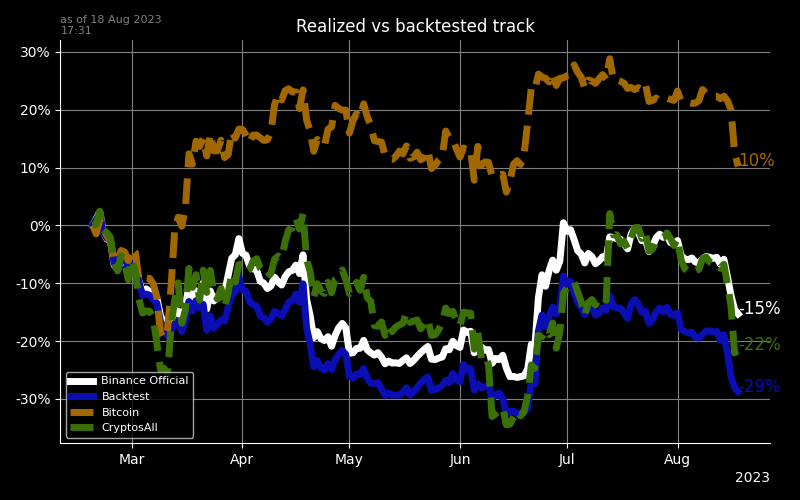 as of 18 Aug 2023
17:31
Realized vs backtested track
30%
20%
10%
0%
-10%
-20%
-30%
10%
-15%
-22%
-29%
Binance Official
Backtest
Bitcoin
CryptosAll
Mar Apr May Jun Jul Aug
2023